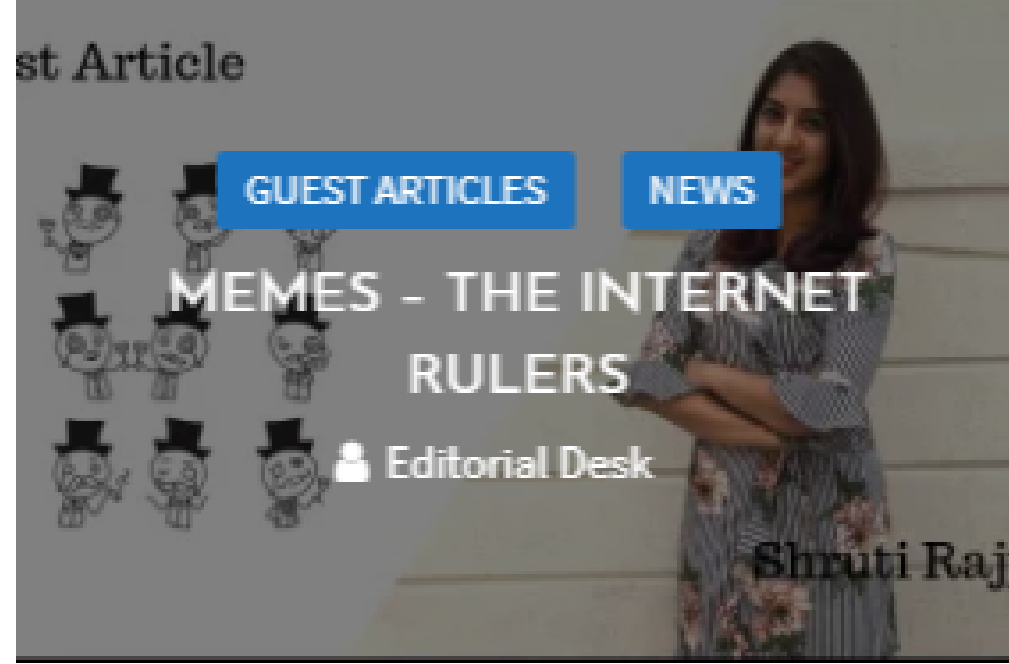 st Article
GUEST ARTICLES NEWS
MEMES – THE INTERNET
RULERS
Editorial Desk
Shruti Raj